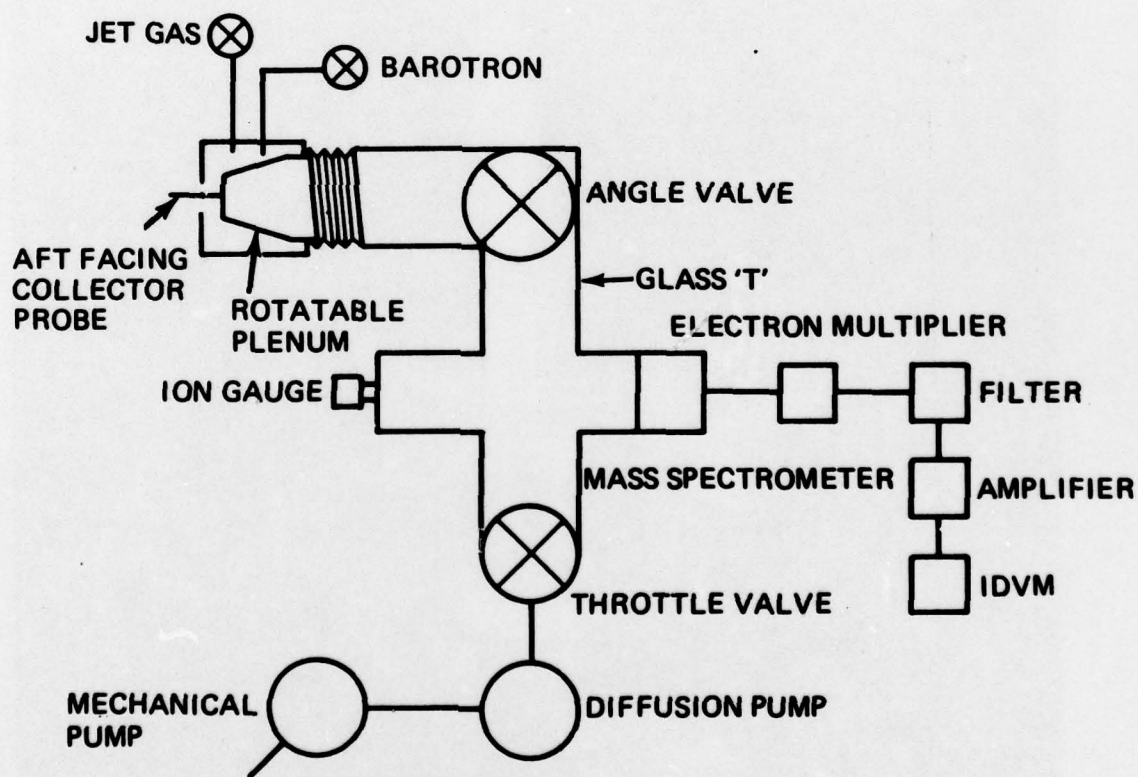 JET GAS
BAROTRON
ANGLE VALVE
AFT FACING
COLLECTOR
PROBE
ROTATABLE
PLENUM
GLASS 'T'
ELECTRON MULTIPLIER
ION GAUGE
FILTER
MASS SPECTROMETER
AMPLIFIER
IDVM
THROTTLE VALVE
MECHANICAL
PUMP
DIFFUSION PUMP